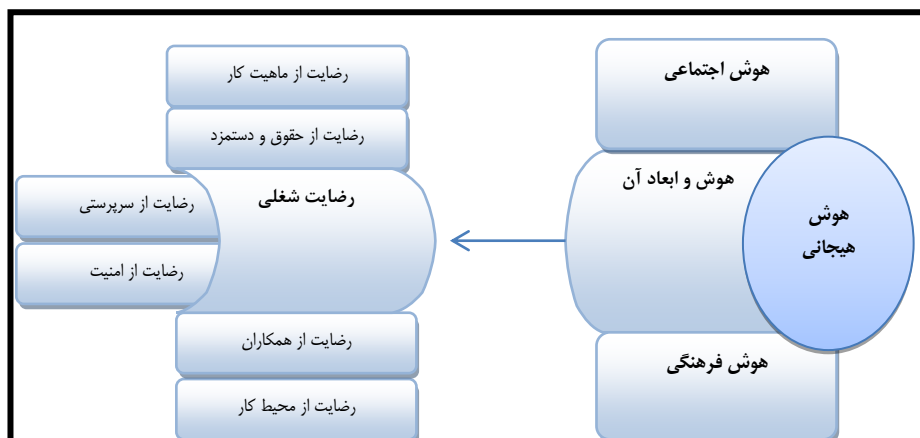 هوش اجتماعی
هوش و ابعاد آن
هوش
هیجانی
هوش فرهنگی
رضایت از ماهیت کار
رضایت از حقوق و دستمزد
رضایت شغلی
رضایت از سرپرستی
رضایت از امنیت
رضایت از همکاران
رضایت از محیط کار